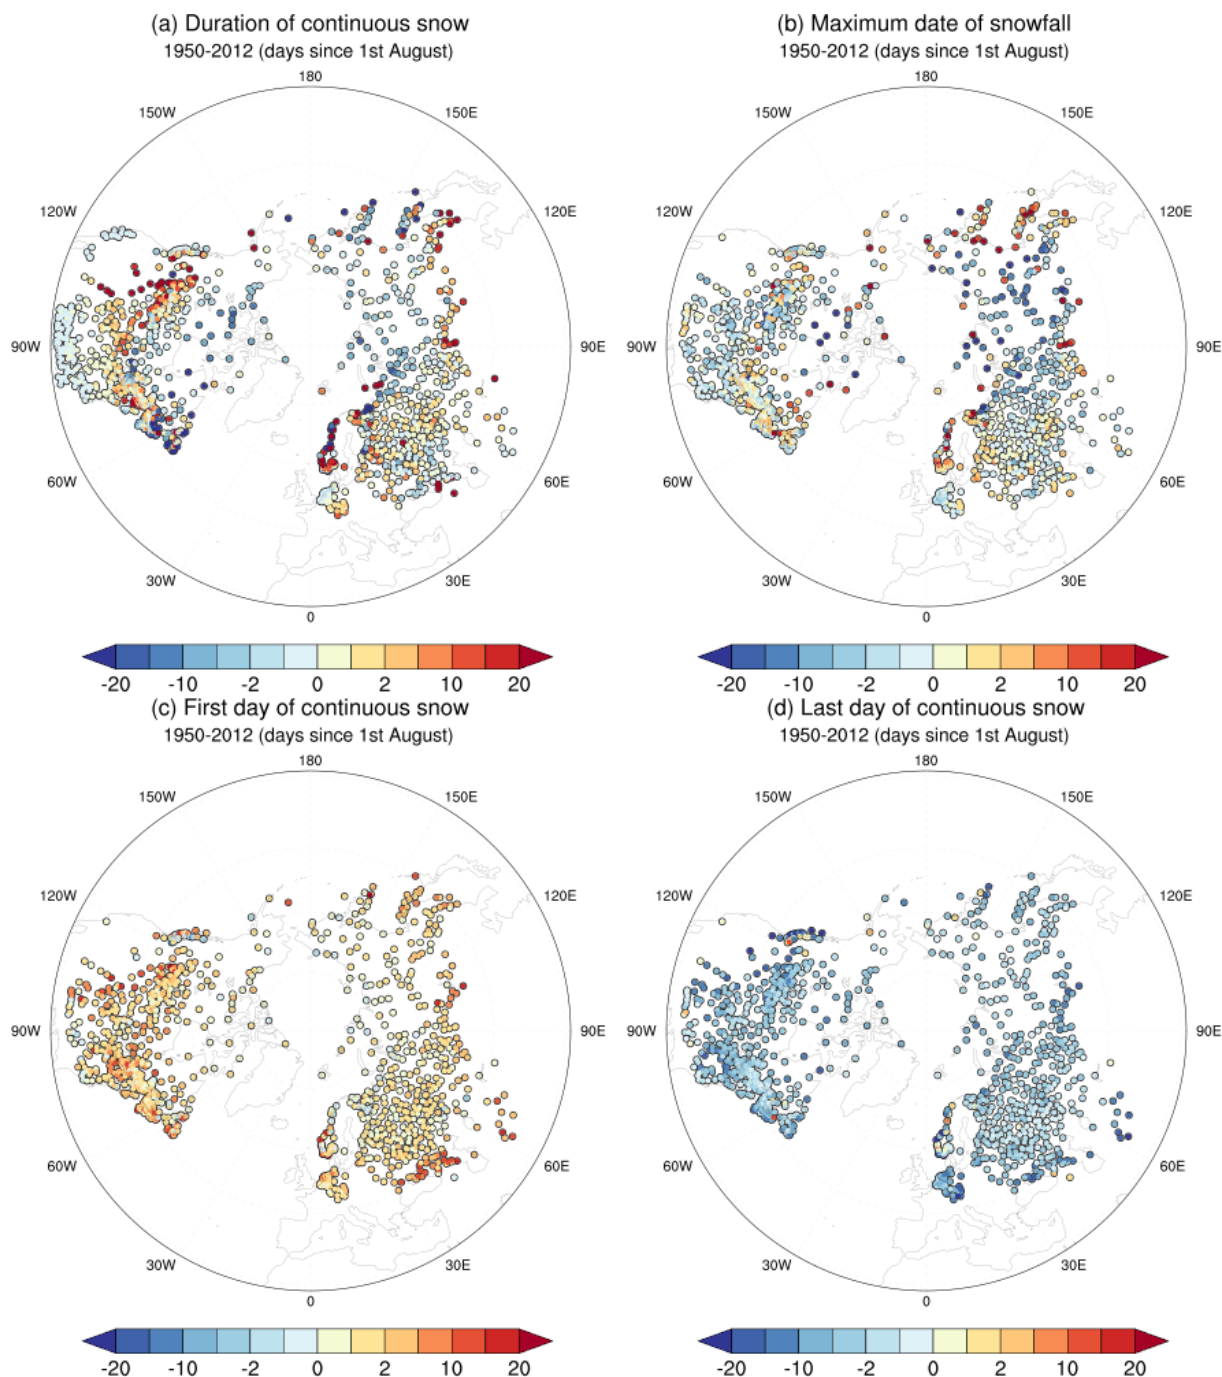 (a) Duration of continuous snow
1950-2012 (days since 1st August)
180
150W
150E
120W
120E
90W
90E
60W
60E
30W
30E
0
-20 -10 -2 0 2 10 20
(b) Maximum date of snowfall
1950-2012 (days since 1st August)
180
150W
150E
120W
120E
90W
90E
60W
60E
30W
30E
0
-20 -10 -2 0 2 10 20
(c) First day of continuous snow
1950-2012 (days since 1st August)
180
150W
150E
120W
120E
90W
90E
60W
60E
30W
30E
0
-20 -10 -2 0 2 10 20
(d) Last day of continuous snow
1950-2012 (days since 1st August)
180
150W
150E
120W
120E
90W
90E
60W
60E
30W
30E
0
-20 -10 -2 0 2 10 20